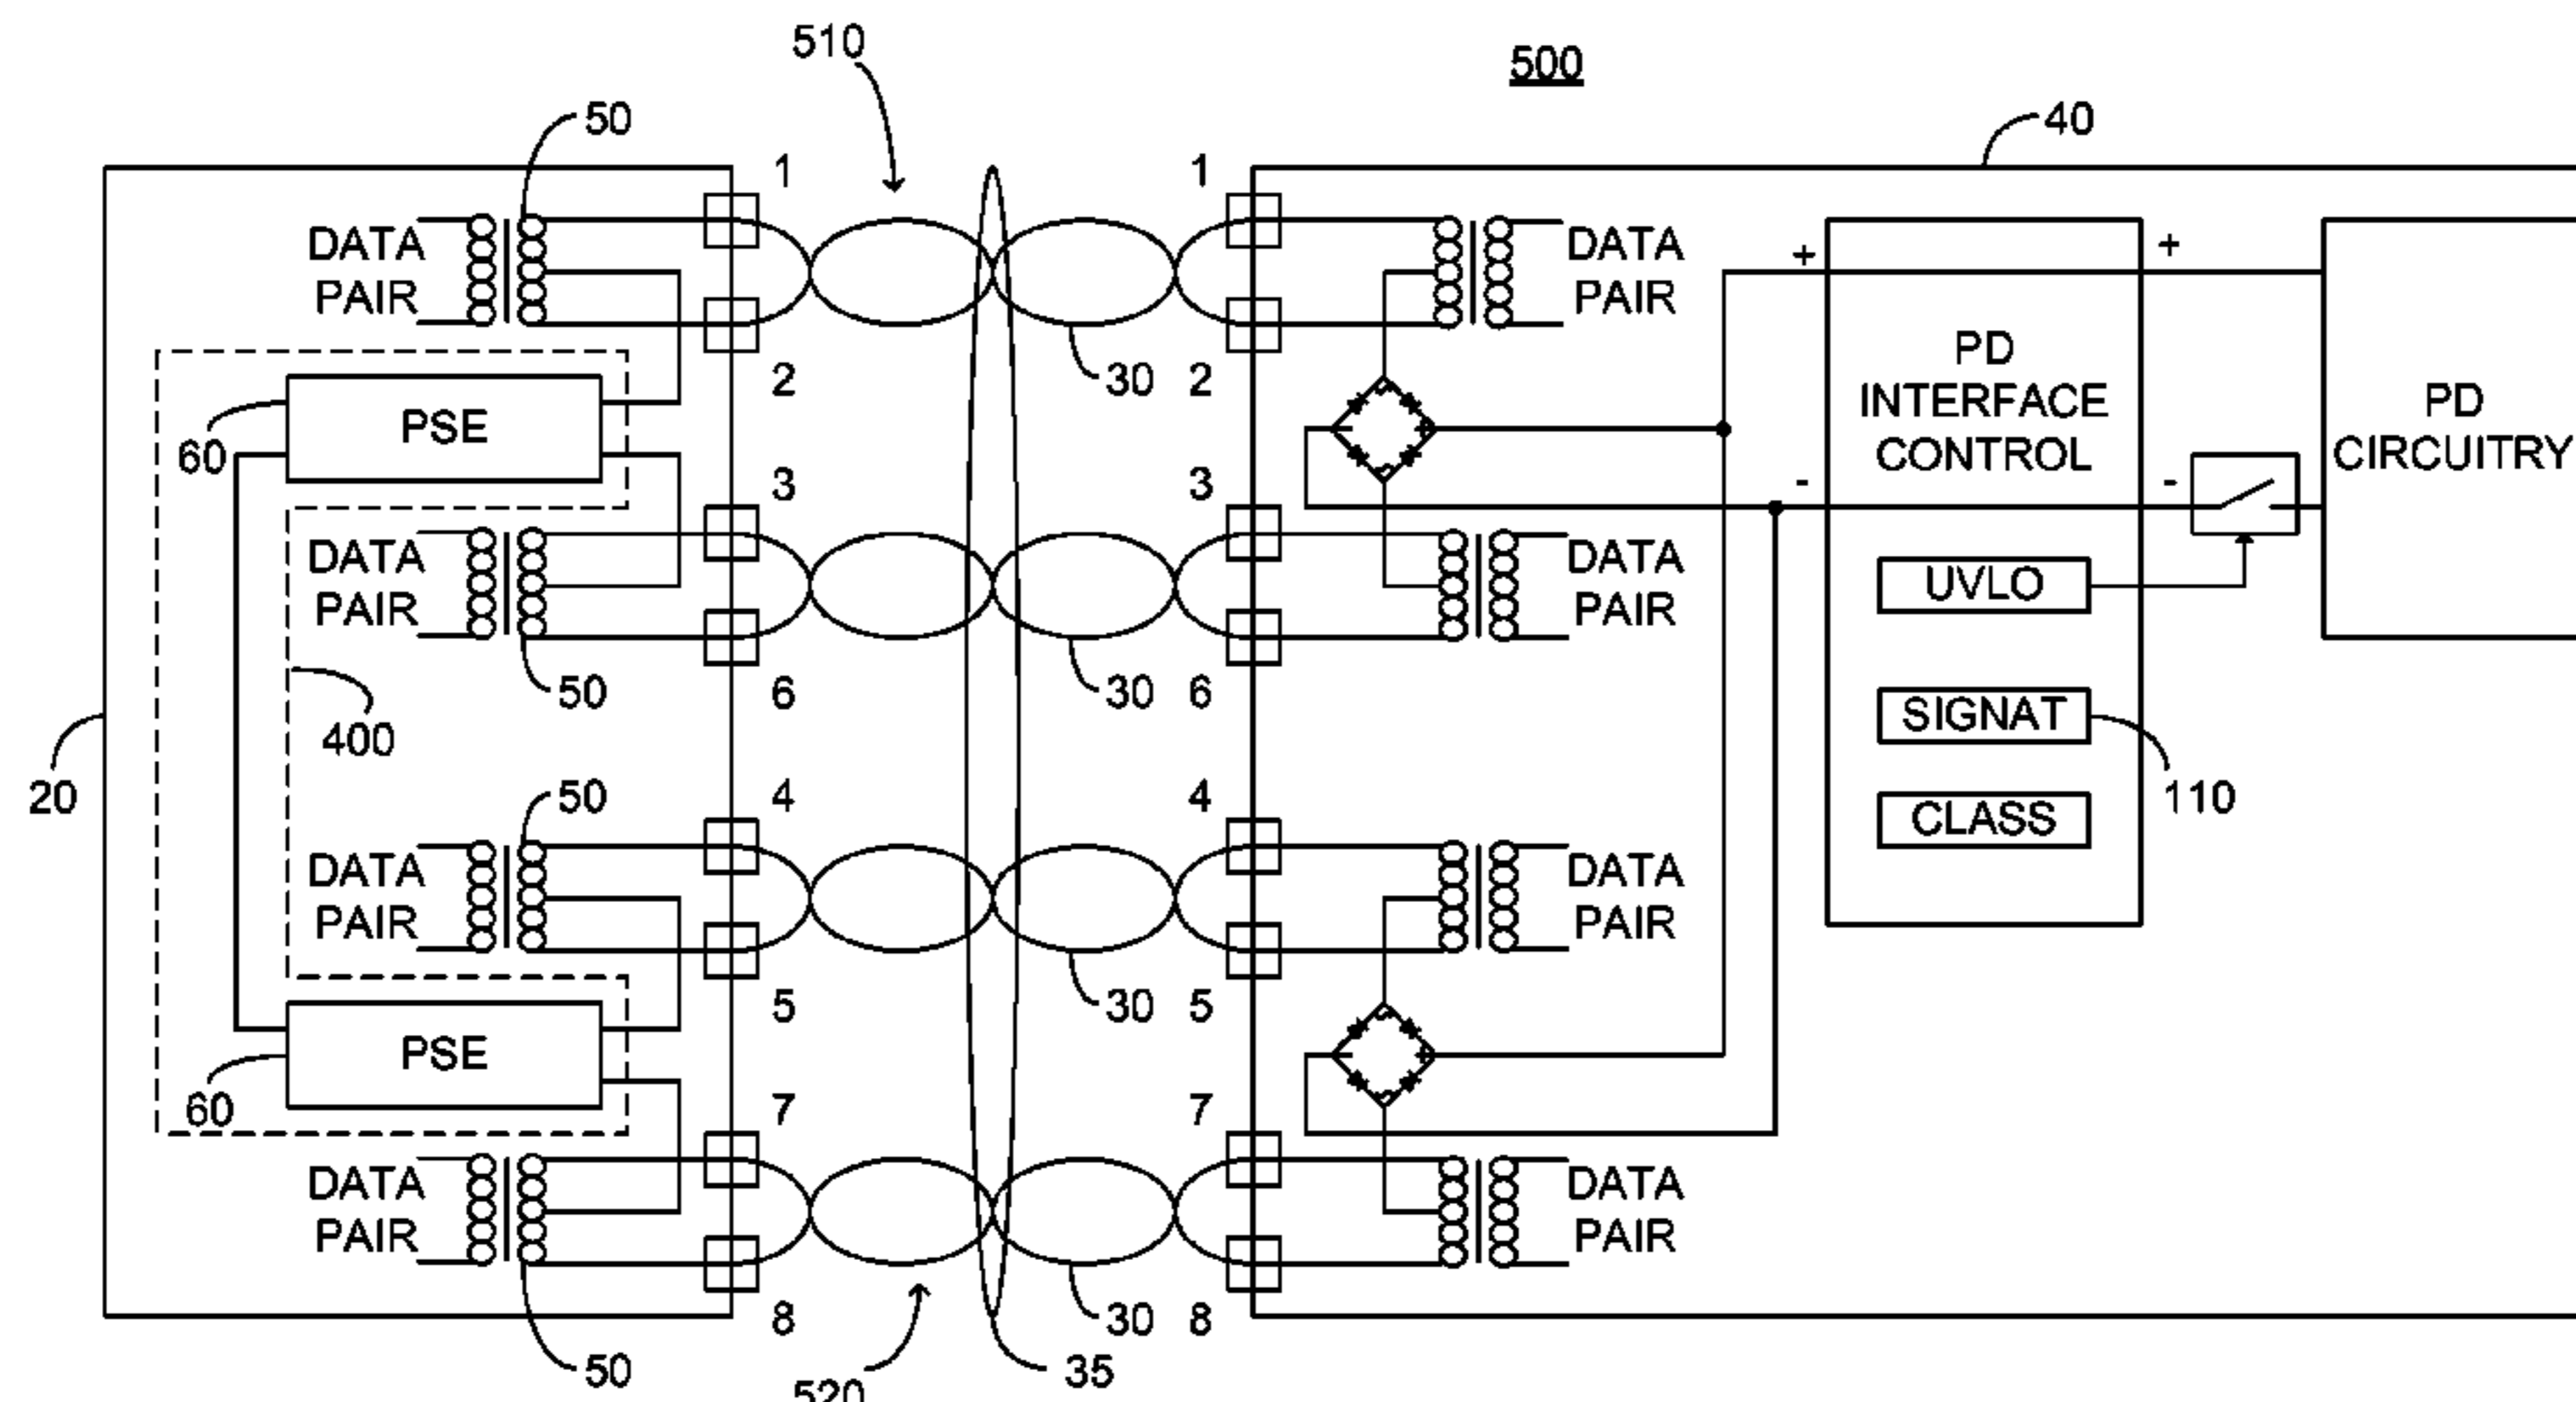 510
500
50
40
1
1
DATA
PAIR
DATA
PAIR
+
+
2
30
2
PD
INTERFACE
CONTROL
PD
CIRCUITRY
PSE
60
3
3
-
-
DATA
PAIR
DATA
PAIR
UVLO
50
6
30
6
400
SIGNAT
20
50
4
4
110
CLASS
DATA
PAIR
DATA
PAIR
5
30
5
PSE
60
7
7
DATA
PAIR
DATA
PAIR
8
30
8
50
35
520